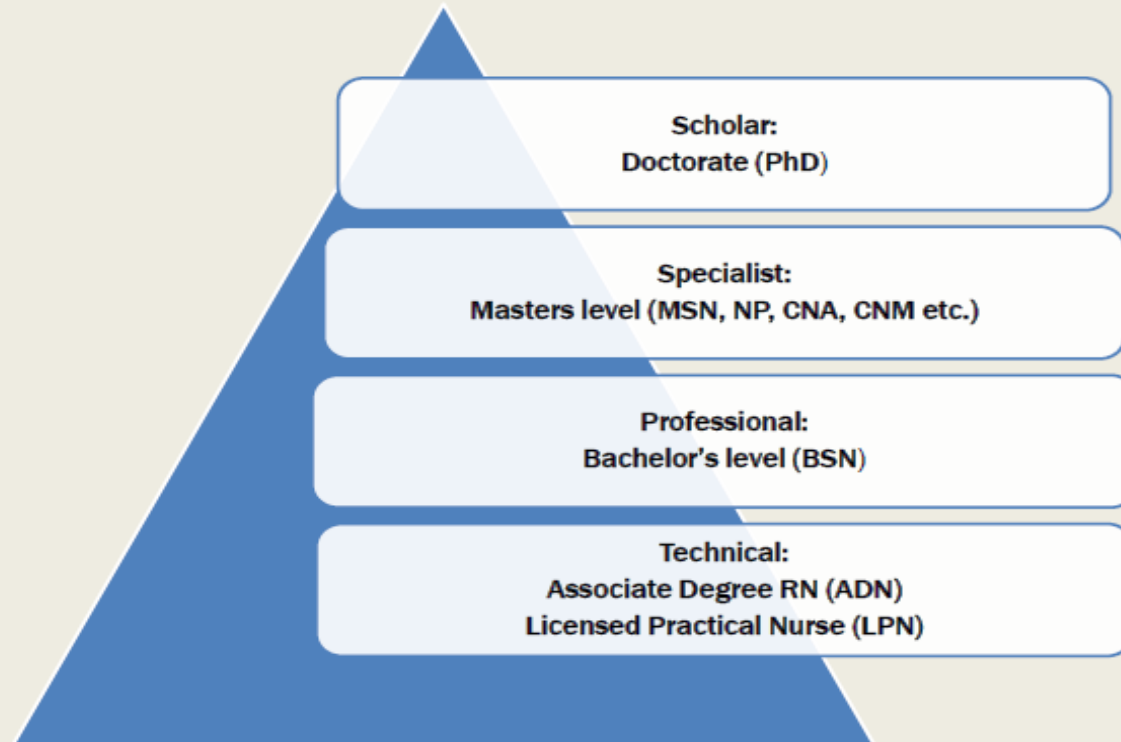 Scholar:
Doctorate (PhD)
Specialist:
Masters level (MSN, NP, CNA, CNM etc.)
Professional:
Bachelor’s level (BSN)
Technical:
Associate Degree RN (ADN)
Licensed Practical Nurse (LPN)